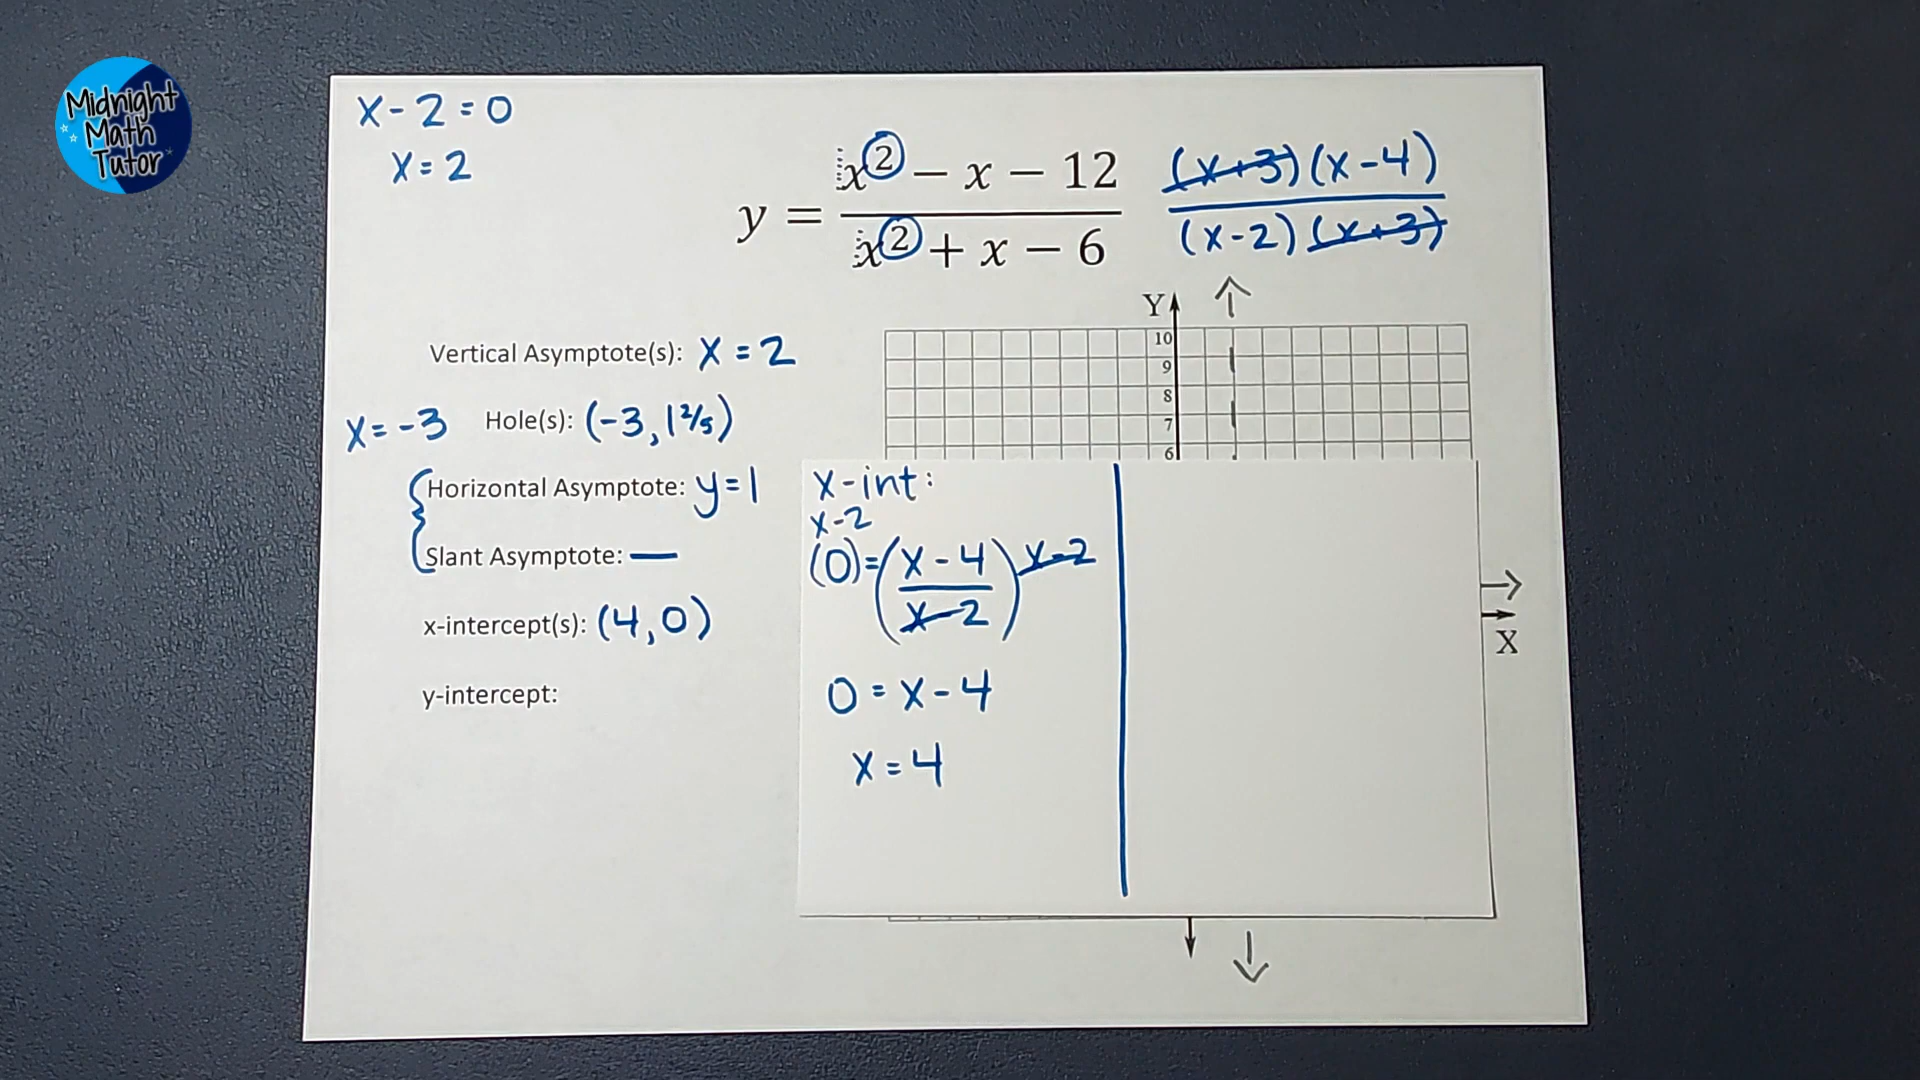 Midnight
Math
Tutor
x - 2 = 0
x = 2
y = (x² − x − 12)/(x² + x − 6)
(x+3)(x-4)
(x-2)(x+3)
Vertical Asymptote(s): x = 2
x = -3 Hole(s): (-3, 1 2/5)
Horizontal Asymptote: y = 1
Slant Asymptote: —
x-intercept(s): (4, 0)
y-intercept:
Y
10
9
8
7
6
X
x-int:
x-2
(0) = (x - 4 / x - 2) x-2
0 = x - 4
x = 4